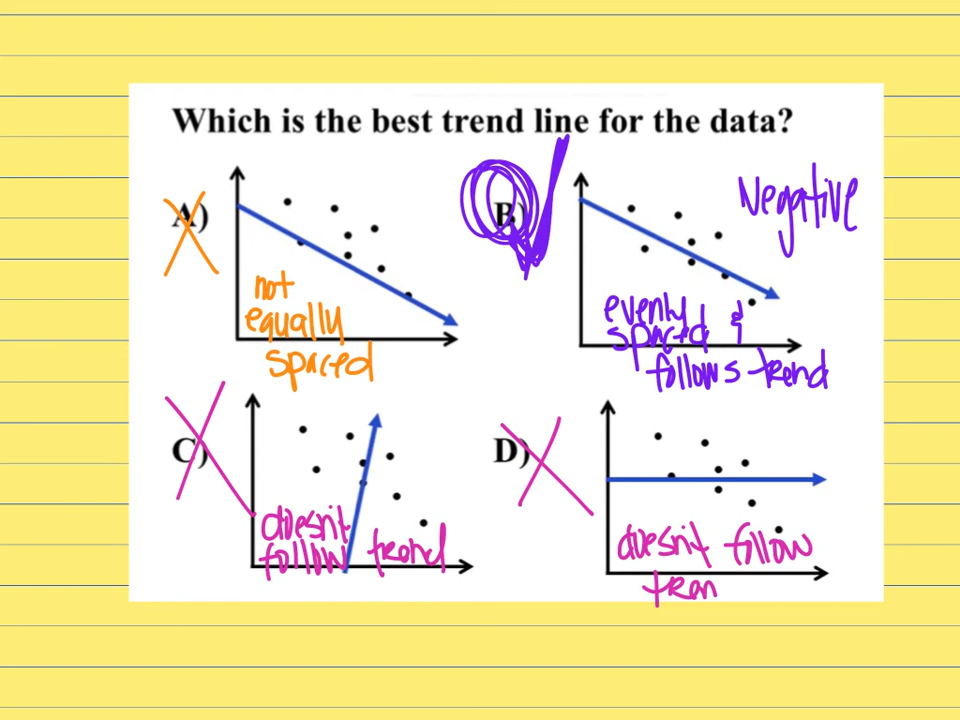 Which is the best trend line for the data?
A)
not
equally
spaced
B)
Negative
evenly
spaced &
follows trend
C)
doesn't
follow trend
D)
doesn't follow
tren